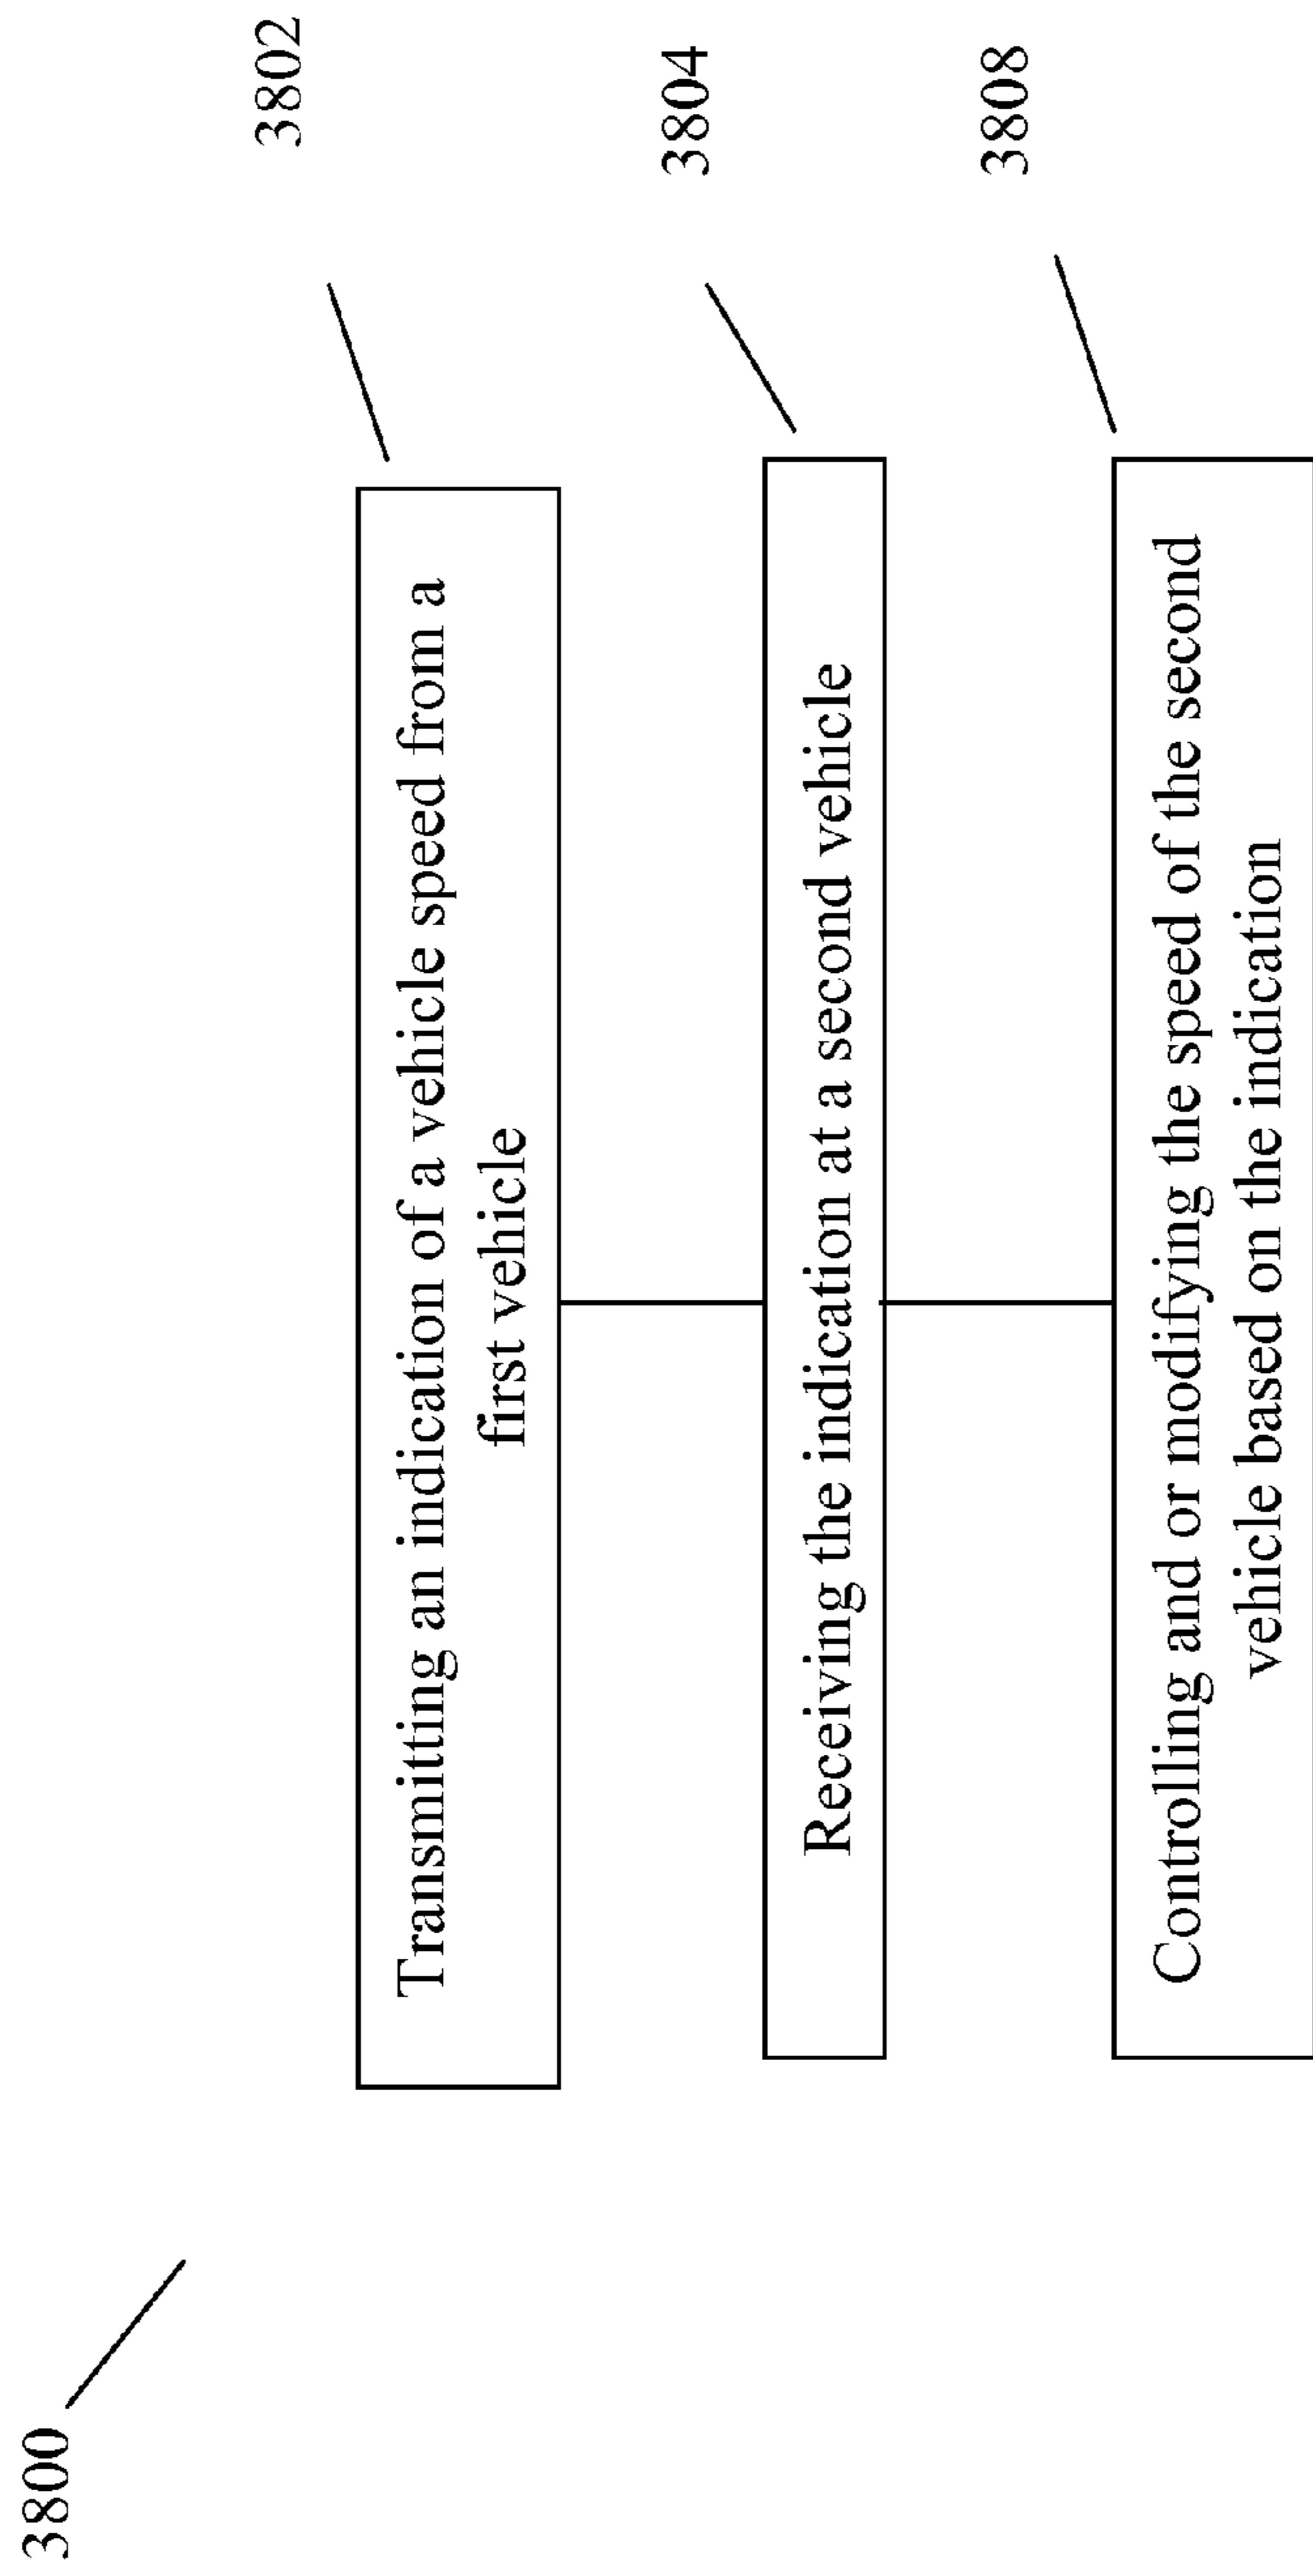 3800
3802
Transmitting an indication of a vehicle speed from a
first vehicle
3804
Receiving the indication at a second vehicle
3808
Controlling and or modifying the speed of the second
vehicle based on the indication